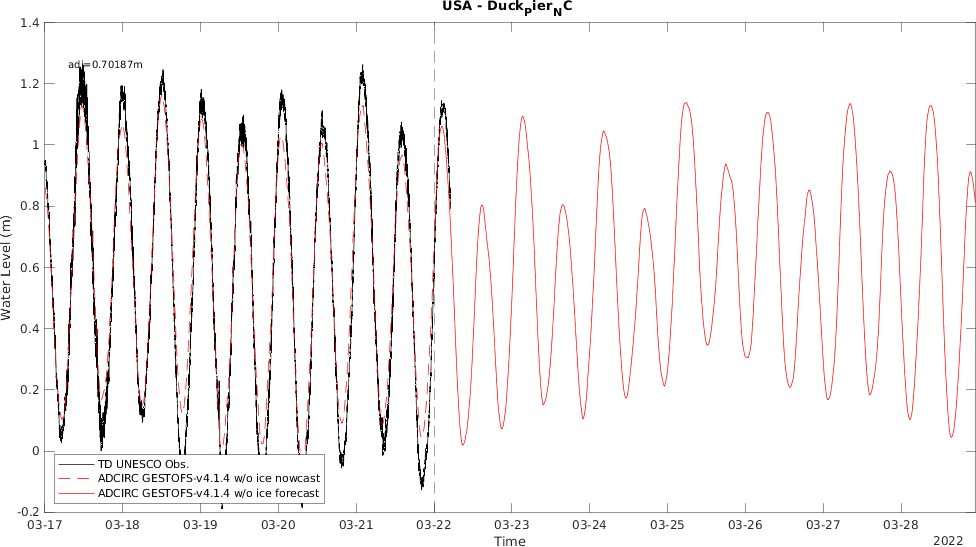 USA - Duck_Pier_NC
1.4
adj=0.70187m
1.2
1
0.8
0.6
0.4
0.2
0
-0.2
Water Level (m)
TD UNESCO Obs.
ADCIRC GESTOFS-v4.1.4 w/o ice nowcast
ADCIRC GESTOFS-v4.1.4 w/o ice forecast
03-17 03-18 03-19 03-20 03-21 03-22 03-23 03-24 03-25 03-26 03-27 03-28
Time
2022